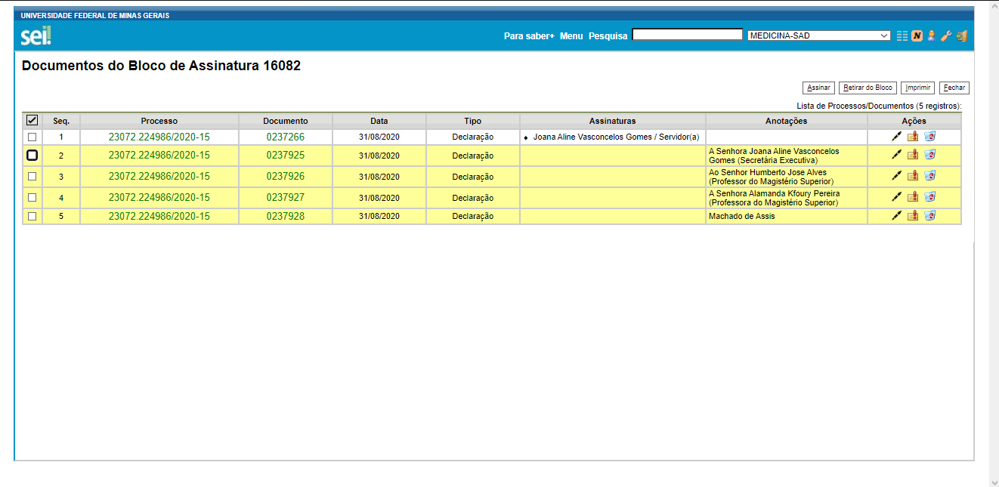 UNIVERSIDADE FEDERAL DE MINAS GERAIS
sei!
Para saber+ Menu Pesquisa MEDICINA-SAD
N
Documentos do Bloco de Assinatura 16082
Assinar Retirar do Bloco Imprimir Fechar
Lista de Processos/Documentos (5 registros):
Seq. Processo Documento Data Tipo Assinaturas Anotações Ações
1 23072.224986/2020-15 0237266 31/08/2020 Declaração ♦ Joana Aline Vasconcelos Gomes / Servidor(a)
2 23072.224986/2020-15 0237925 31/08/2020 Declaração A Senhora Joana Aline Vasconcelos
Gomes (Secretária Executiva)
3 23072.224986/2020-15 0237926 31/08/2020 Declaração Ao Senhor Humberto Jose Alves
(Professor do Magistério Superior)
4 23072.224986/2020-15 0237927 31/08/2020 Declaração A Senhora Alamanda Kfoury Pereira
(Professora do Magistério Superior)
5 23072.224986/2020-15 0237928 31/08/2020 Declaração Machado de Assis